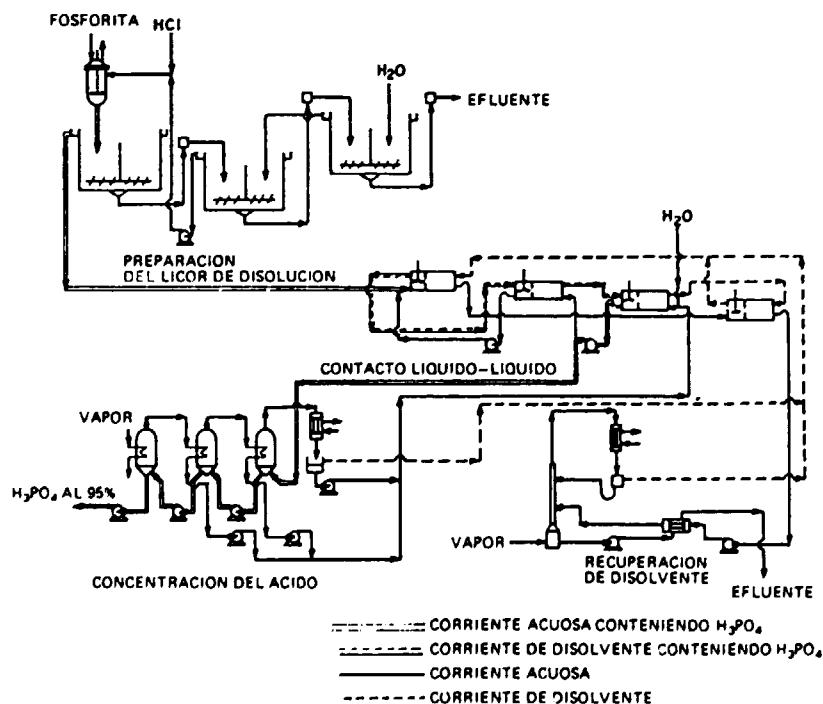 FOSFORITA
HCl
H₂O
EFLUENTE
H₂O
PREPARACION
DEL LICOR DE DISOLUCION
CONTACTO LIQUIDO-LIQUIDO
VAPOR
H₃PO₄ AL 95%
VAPOR
RECUPERACION
DE DISOLVENTE
EFLUENTE
CONCENTRACION DEL ACIDO
CORRIENTE ACUOSA CONTENIENDO H₃PO₄
CORRIENTE DE DISOLVENTE CONTENIENDO H₃PO₄
CORRIENTE ACUOSA
CORRIENTE DE DISOLVENTE